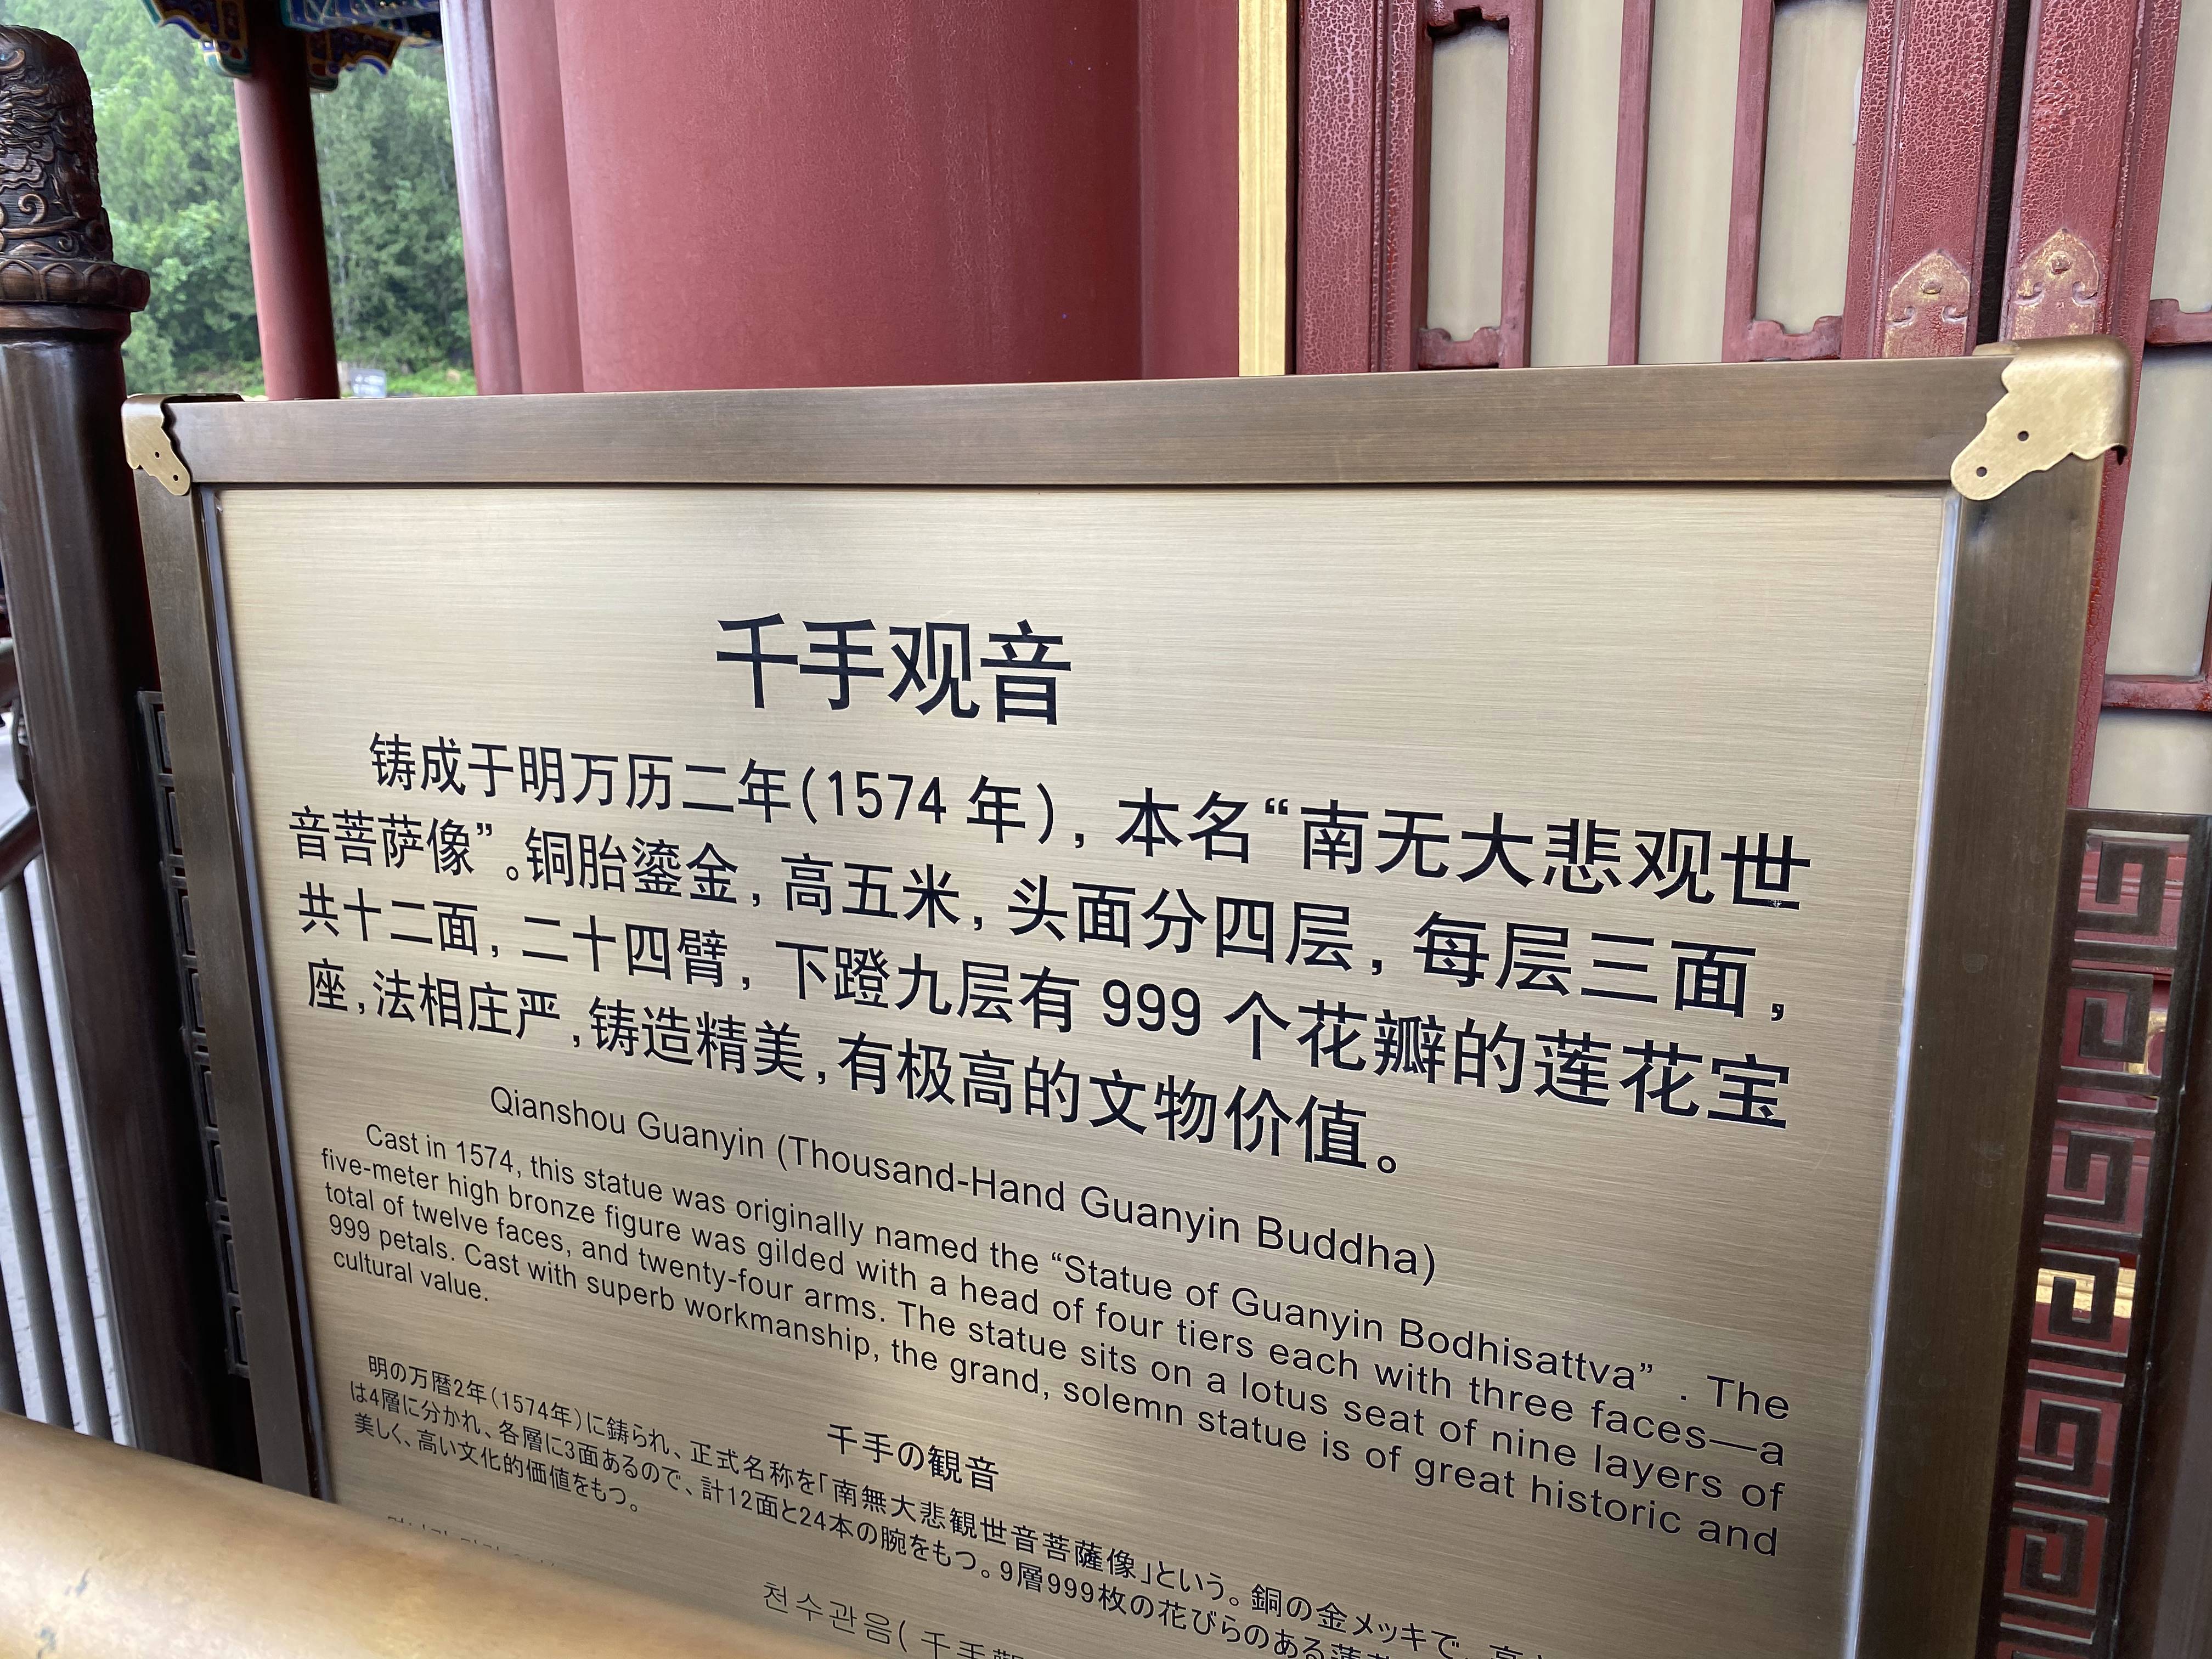 千手观音
铸成于明万历二年(1574 年)，本名“南无大悲观世
音菩萨像”。铜胎鎏金，高五米，头面分四层，每层三面，
共十二面，二十四臂，下蹬九层有 999 个花瓣的莲花宝
座，法相庄严，铸造精美，有极高的文物价值。
Qianshou Guanyin (Thousand-Hand Guanyin Buddha)
Cast in 1574, this statue was originally named the “Statue of Guanyin Bodhisattva” . The
five-meter high bronze figure was gilded with a head of four tiers each with three faces—a
total of twelve faces, and twenty-four arms. The statue sits on a lotus seat of nine layers of
999 petals. Cast with superb workmanship, the grand, solemn statue is of great historic and
cultural value.
千手の観音
明の万暦2年(1574年)に鋳られ、正式名称を「南無大悲観世音菩薩像」という。銅の金メッキで、
は4層に分かれ、各層に3面あるので、計12面と24本の腕をもつ。9層999枚の花びらのある
美しく、高い文化的価値をもつ。
천수관음( 千手觀